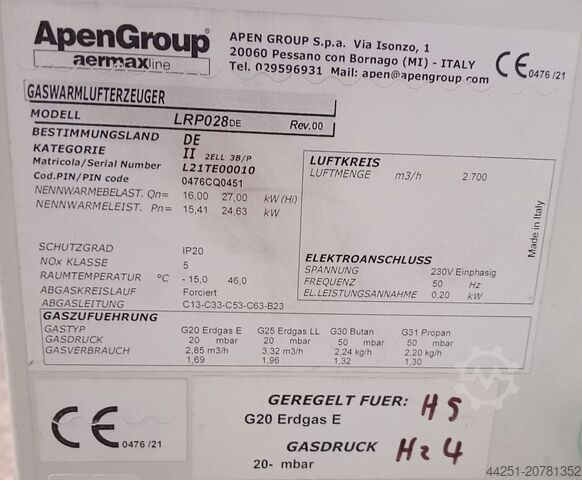 ApenGroup
aermaxline
APEN GROUP S.p.a. Via Isonzo, 1
20060 Pessano con Bornago (MI) - ITALY
Tel. 029596931 Mail: apen@apengroup.com
CE 0476/21
GASWARMLUFTERZEUGER
MODELL LRP028DE Rev.00
BESTIMMUNGSLAND DE
KATEGORIE II 2ELL 3B/P
Matricola/Serial Number L21TE00010
Cod.PIN/PIN code 0476CQ0451
NENNWARMEBELAST. Qn= 16,00 27,00 kW (Hi)
NENNWARMELEIST. Pn= 15,41 24,63 kW
SCHUTZGRAD IP20
NOx KLASSE 5
RAUMTEMPERATUR °C - 15,0 46,0
ABGASKREISLAUF Forciert
ABGASLEITUNG C13-C33-C53-C63-B23
LUFTKREIS
LUFTMENGE m3/h 2.700
ELEKTROANSCHLUSS
SPANNUNG 230V Einphasig
FREQUENZ 50 Hz
EL.LEISTUNGSANNAHME 0,20 kW
Made in Italy
GASZUFUEHRUNG
GASTYP G20 Erdgas E G25 Erdgas LL G30 Butan G31 Propan
GASDRUCK 20 mbar 20 mbar 50 mbar 50 mbar
GASVERBRAUCH 2,85 m3/h 3,32 m3/h 2,24 kg/h 2,20 kg/h
1,69 1,96 1,32 1,30
CE 0476/21
GEREGELT FUER: H5
G20 Erdgas E
GASDRUCK Hz 4
20- mbar
44251-20781352